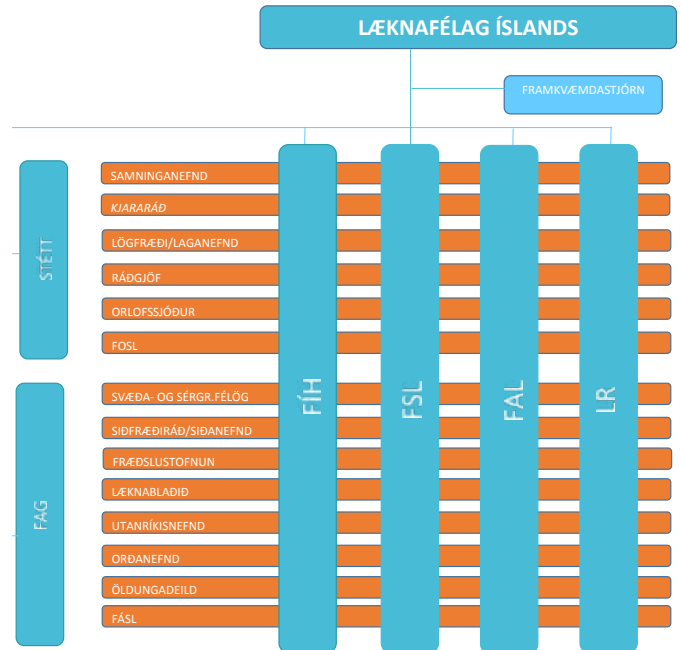 LÆKNAFÉLAG ÍSLANDS
FRAMKVÆMDASTJÓRN
STÉTT
SAMNINGANEFND
KJARARÁÐ
LÖGFRÆÐI/LAGANEFND
RÁÐGJÖF
ORLOFSSJÓÐUR
FOSL
FAG
SVÆÐA- OG SÉRGR.FÉLÖG
SIÐFRÆÐIRÁÐ/SIÐANEFND
FRÆÐSLUSTOFNUN
LÆKNABLAÐIÐ
UTANRÍKISNEFND
ORÐANEFND
ÖLDUNGADEILD
FÁSL
FÍH
FSL
FAL
LR